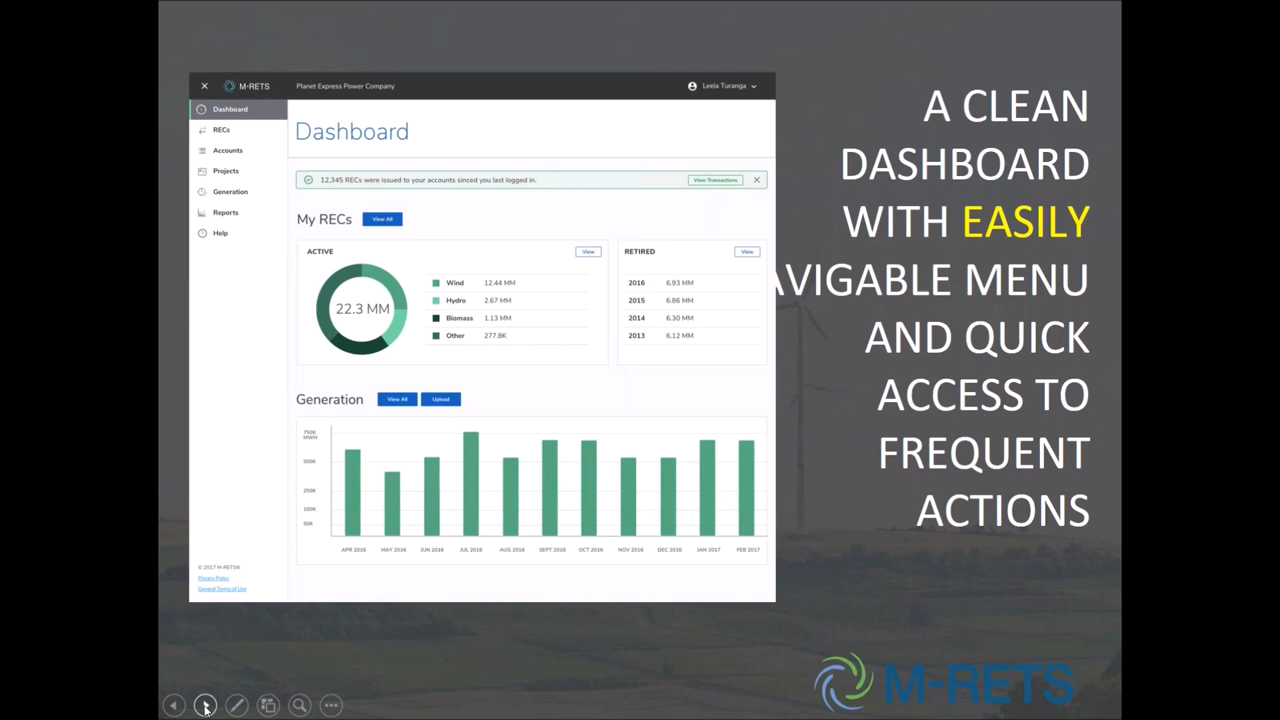 M-RETS
Planet Express Power Company
Leela Turanga
Dashboard
RECs
Accounts
Projects
Generation
Reports
Help
© 2017 M-RETS®
Privacy Policy
General Terms of Use
Dashboard
12,345 RECs were issued to your accounts sinced you last logged in.
View Transactions
My RECs
View All
ACTIVE
View
22.3 MM
Wind 12.44 MM
Hydro 2.67 MM
Biomass 1.13 MM
Other 277.8K
RETIRED
View
2016 6.93 MM
2015 6.86 MM
2014 6.30 MM
2013 6.12 MM
Generation
View All
Upload
750K
MWH
500K
250K
100K
50K
APR 2016 MAY 2016 JUN 2016 JUL 2016 AUG 2016 SEPT 2016 OCT 2016 NOV 2016 DEC 2016 JAN 2017 FEB 2017
A CLEAN
DASHBOARD
WITH EASILY
AVIGABLE MENU
AND QUICK
ACCESS TO
FREQUENT
ACTIONS
M-RETS